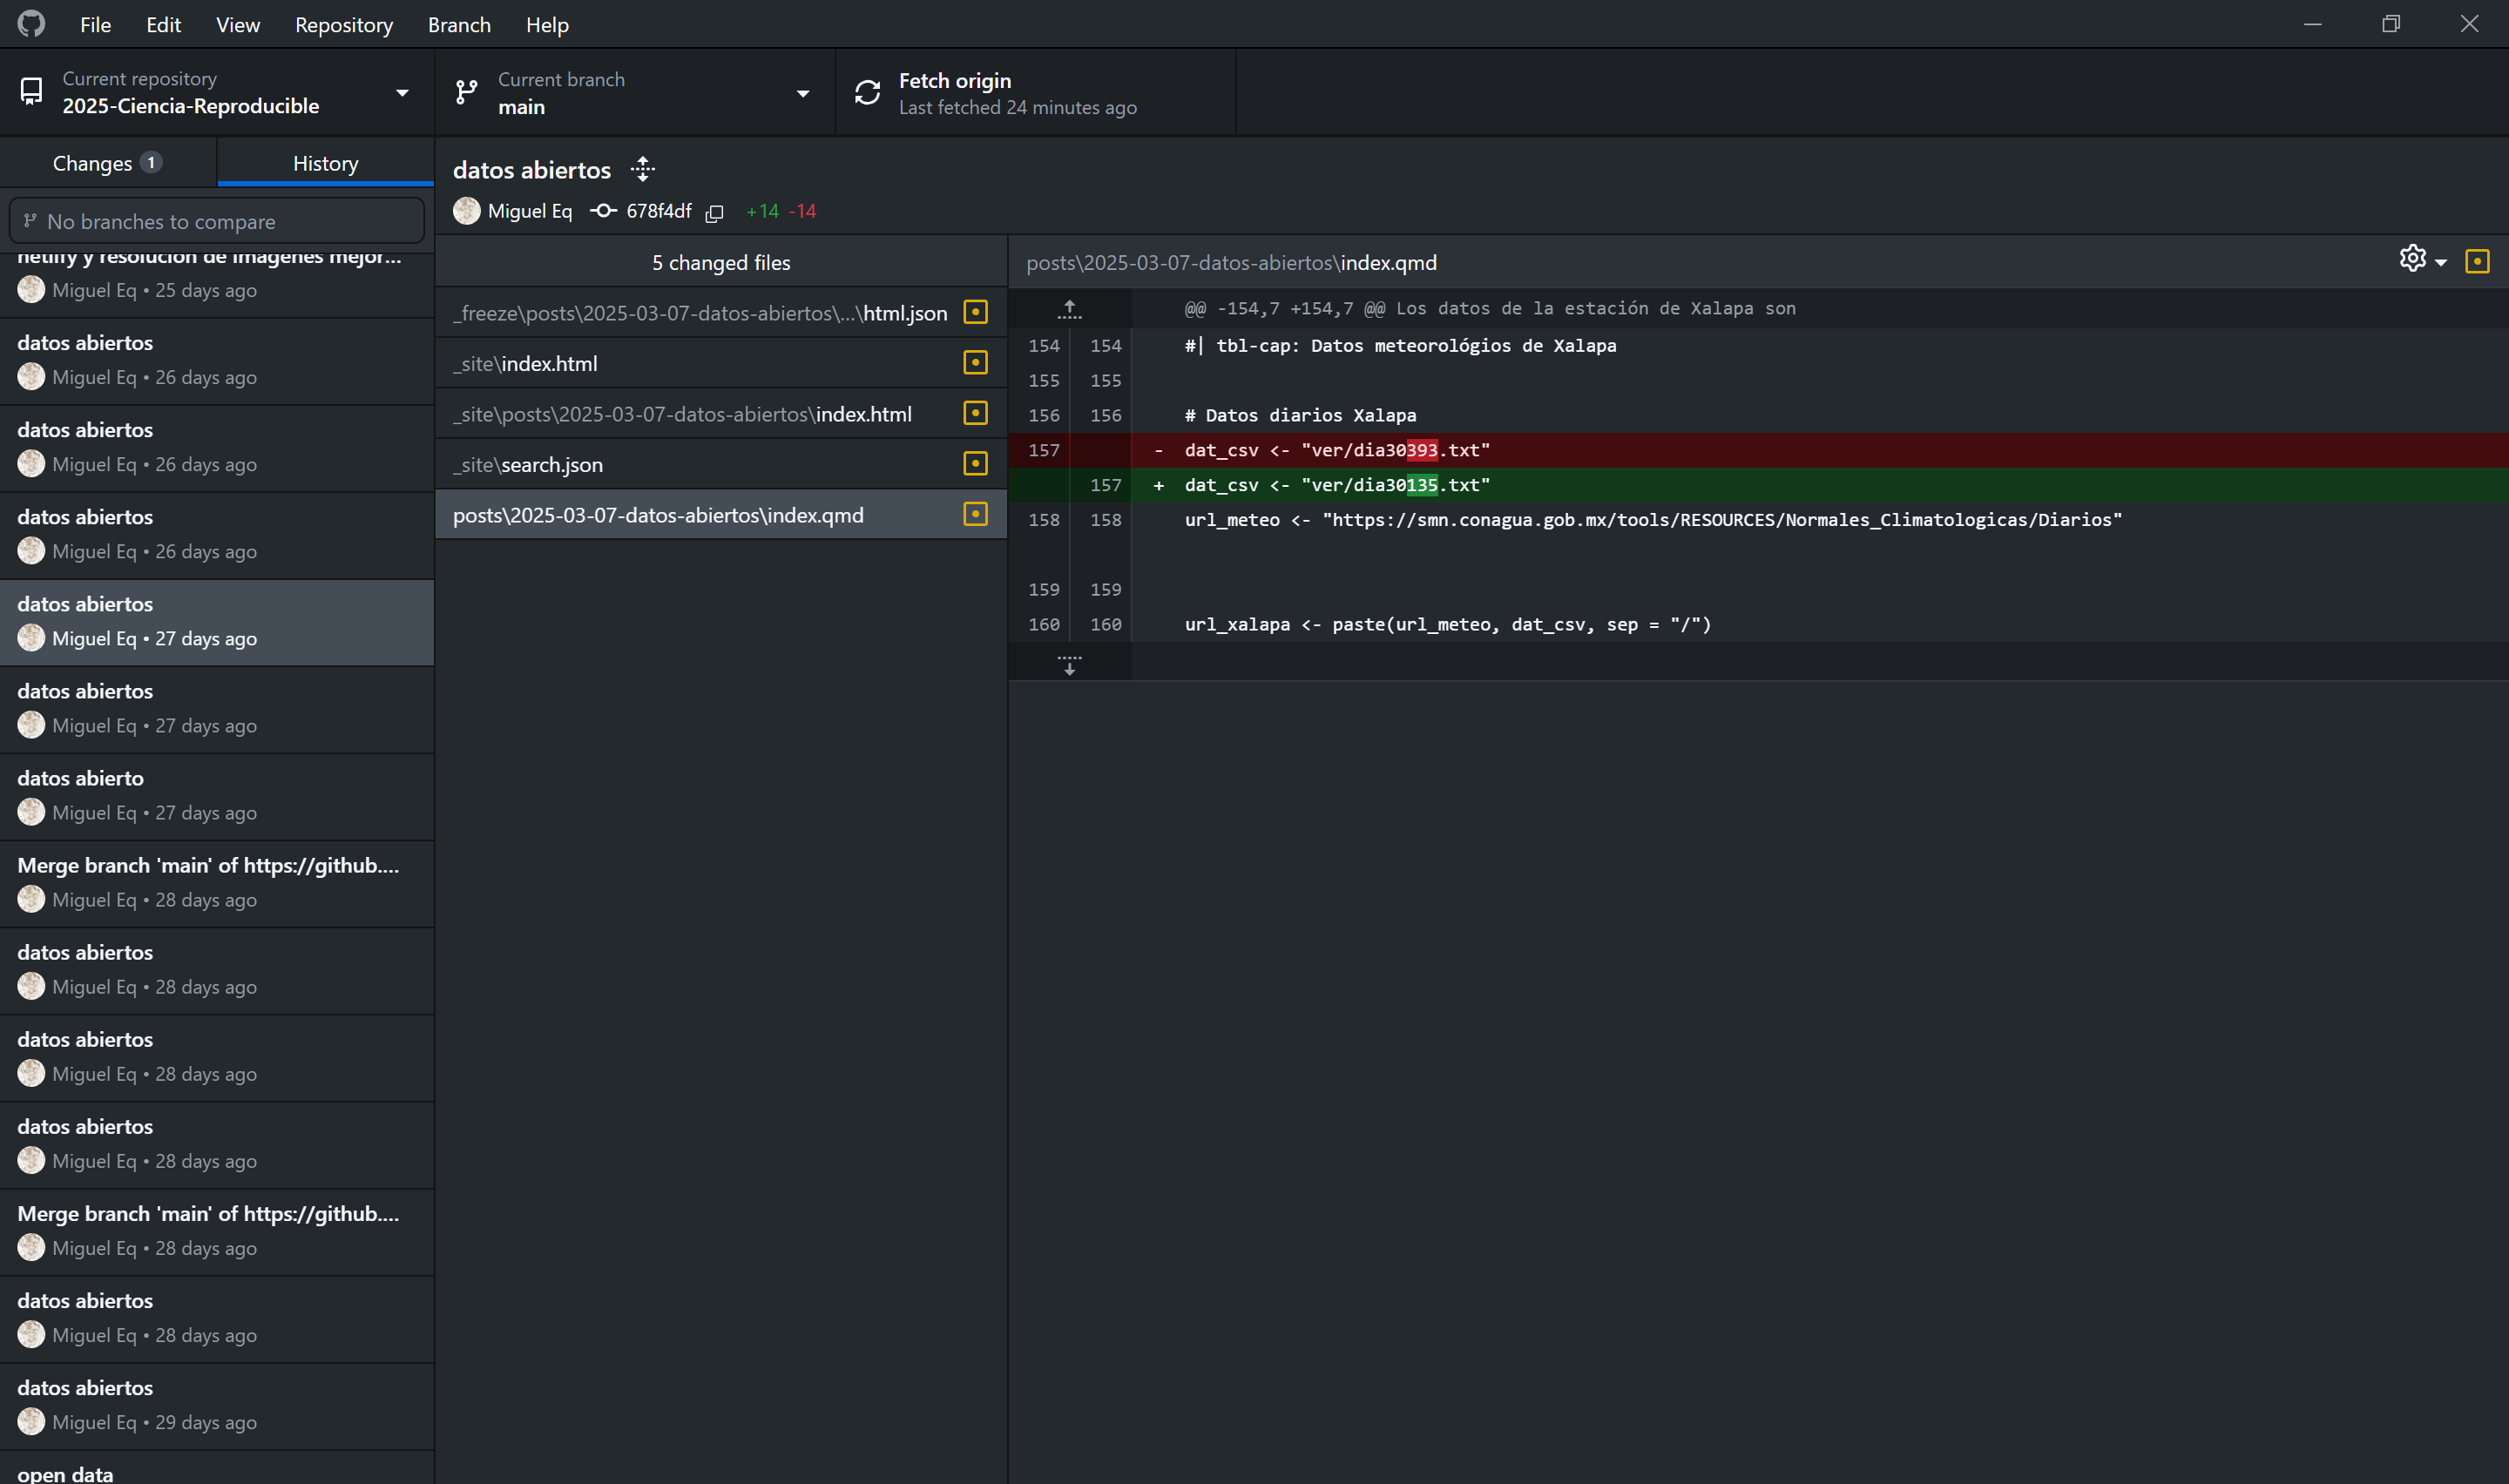 File Edit View Repository Branch Help
Current repository
2025-Ciencia-Reproducible
Current branch
main
Fetch origin
Last fetched 24 minutes ago
Changes 1
History
No branches to compare
netlify y resolución de imágenes mejor...
Miguel Eq • 25 days ago
datos abiertos
Miguel Eq • 26 days ago
datos abiertos
Miguel Eq • 26 days ago
datos abiertos
Miguel Eq • 26 days ago
datos abiertos
Miguel Eq • 27 days ago
datos abiertos
Miguel Eq • 27 days ago
datos abierto
Miguel Eq • 27 days ago
Merge branch 'main' of https://github....
Miguel Eq • 28 days ago
datos abiertos
Miguel Eq • 28 days ago
datos abiertos
Miguel Eq • 28 days ago
datos abiertos
Miguel Eq • 28 days ago
Merge branch 'main' of https://github....
Miguel Eq • 28 days ago
datos abiertos
Miguel Eq • 28 days ago
datos abiertos
Miguel Eq • 29 days ago
open data
datos abiertos
Miguel Eq 678f4df +14 -14
5 changed files
_freeze\posts\2025-03-07-datos-abiertos\...\html.json
_site\index.html
_site\posts\2025-03-07-datos-abiertos\index.html
_site\search.json
posts\2025-03-07-datos-abiertos\index.qmd
posts\2025-03-07-datos-abiertos\index.qmd
@@ -154,7 +154,7 @@ Los datos de la estación de Xalapa son
154 154 #| tbl-cap: Datos meteorológios de Xalapa
155 155
156 156 # Datos diarios Xalapa
157 - dat_csv <- "ver/dia30393.txt"
157 + dat_csv <- "ver/dia30135.txt"
158 158 url_meteo <- "https://smn.conagua.gob.mx/tools/RESOURCES/Normales_Climatologicas/Diarios"
159 159
160 160 url_xalapa <- paste(url_meteo, dat_csv, sep = "/")